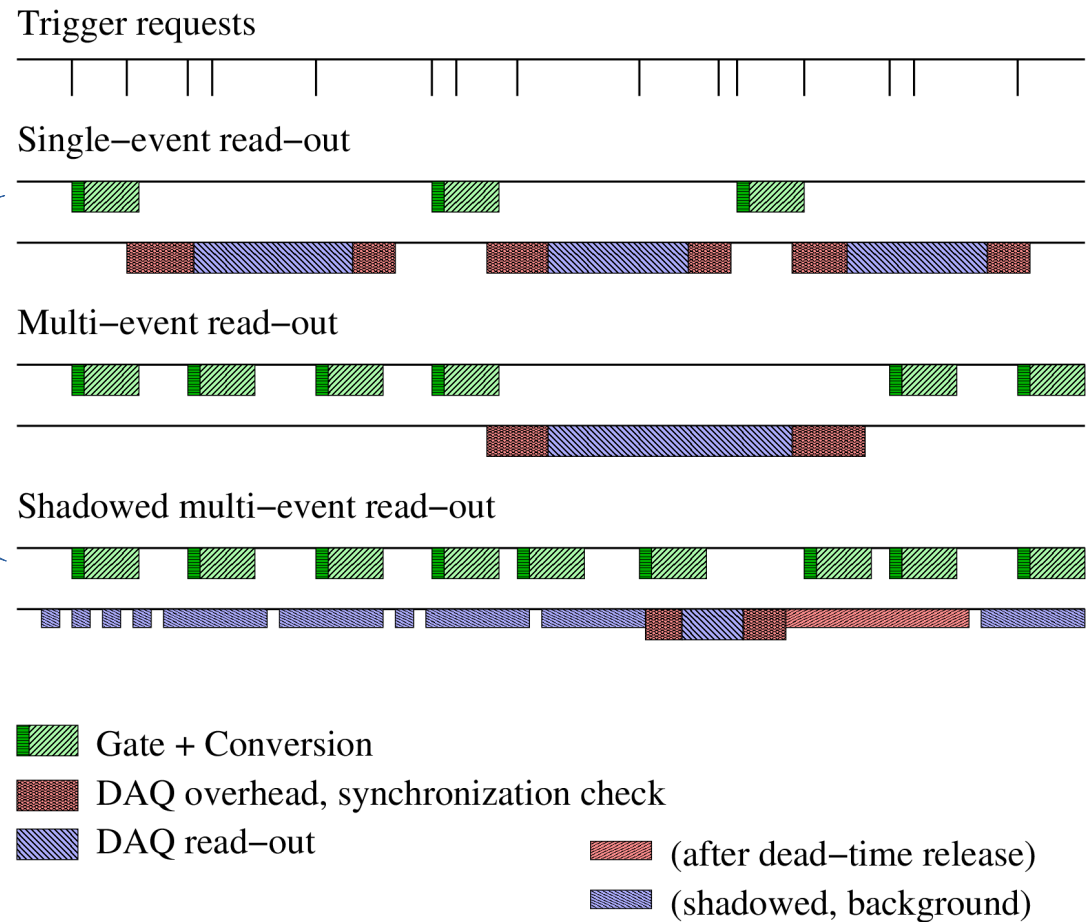 Trigger requests
Single−event read−out
Multi−event read−out
Shadowed multi−event read−out
Gate + Conversion
DAQ overhead, synchronization check
DAQ read−out
(after dead−time release)
(shadowed, background)